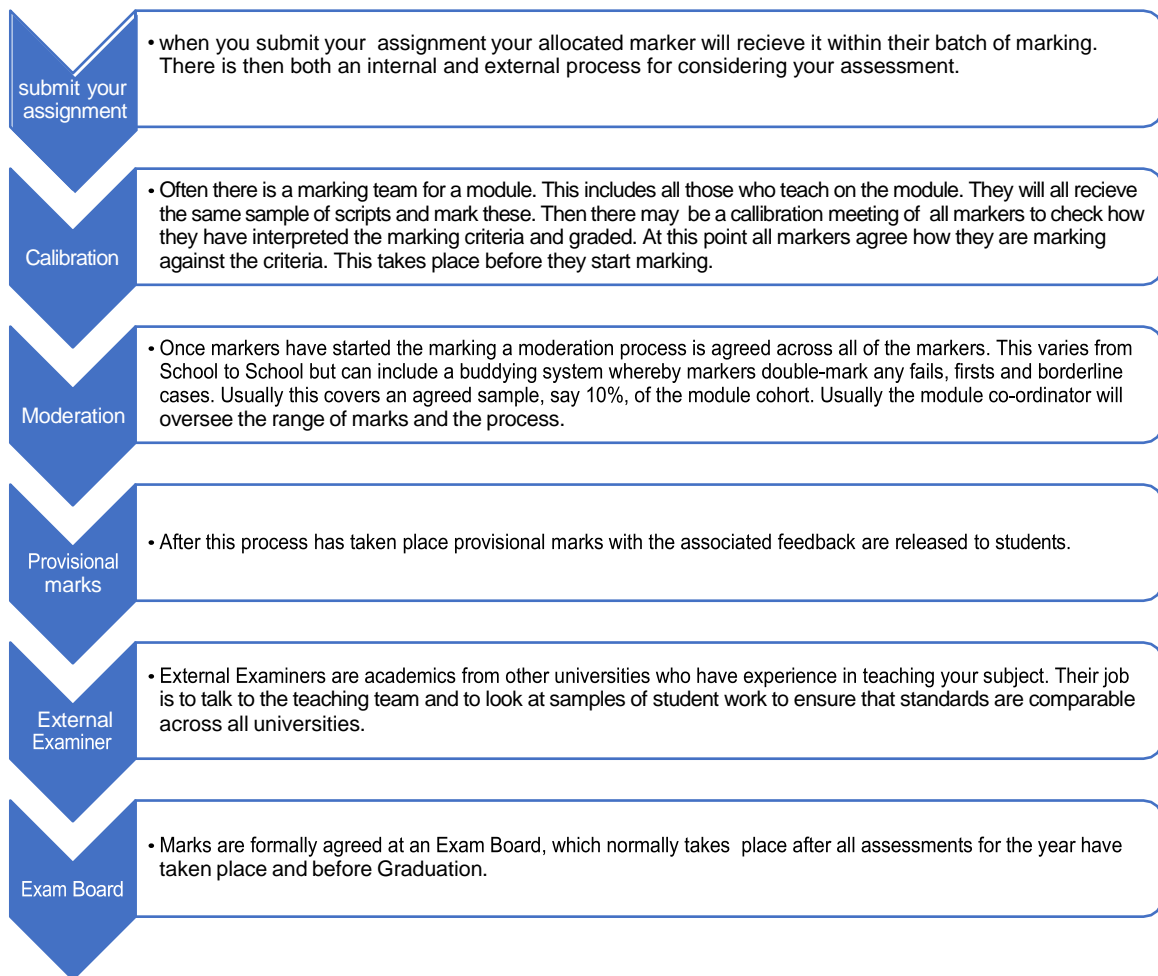 submit your
assignment
• when you submit your  assignment your allocated marker will recieve it within their batch of marking.
There is then both an internal and external process for considering your assessment.
Calibration
• Often there is a marking team for a module. This includes all those who teach on the module. They will all recieve
the same sample of scripts and mark these. Then there may  be a callibration meeting of  all markers to check how
they have interpreted the marking criteria and graded. At this point all markers agree how they are marking
against the criteria. This takes place before they start marking.
Moderation
• Once markers have started the marking a moderation process is agreed across all of the markers. This varies from
School to School but can include a buddying system whereby markers double-mark any fails, firsts and borderline
cases. Usually this covers an agreed sample, say 10%, of the module cohort. Usually the module co-ordinator will
oversee the range of marks and the process.
Provisional
marks
• After this process has taken place provisional marks with the associated feedback are released to students.
External
Examiner
• External Examiners are academics from other universities who have experience in teaching your subject. Their job
is to talk to the teaching team and to look at samples of student work to ensure that standards are comparable
across all universities.
Exam Board
• Marks are formally agreed at an Exam Board, which normally takes  place after all assessments for the year have
taken place and before Graduation.